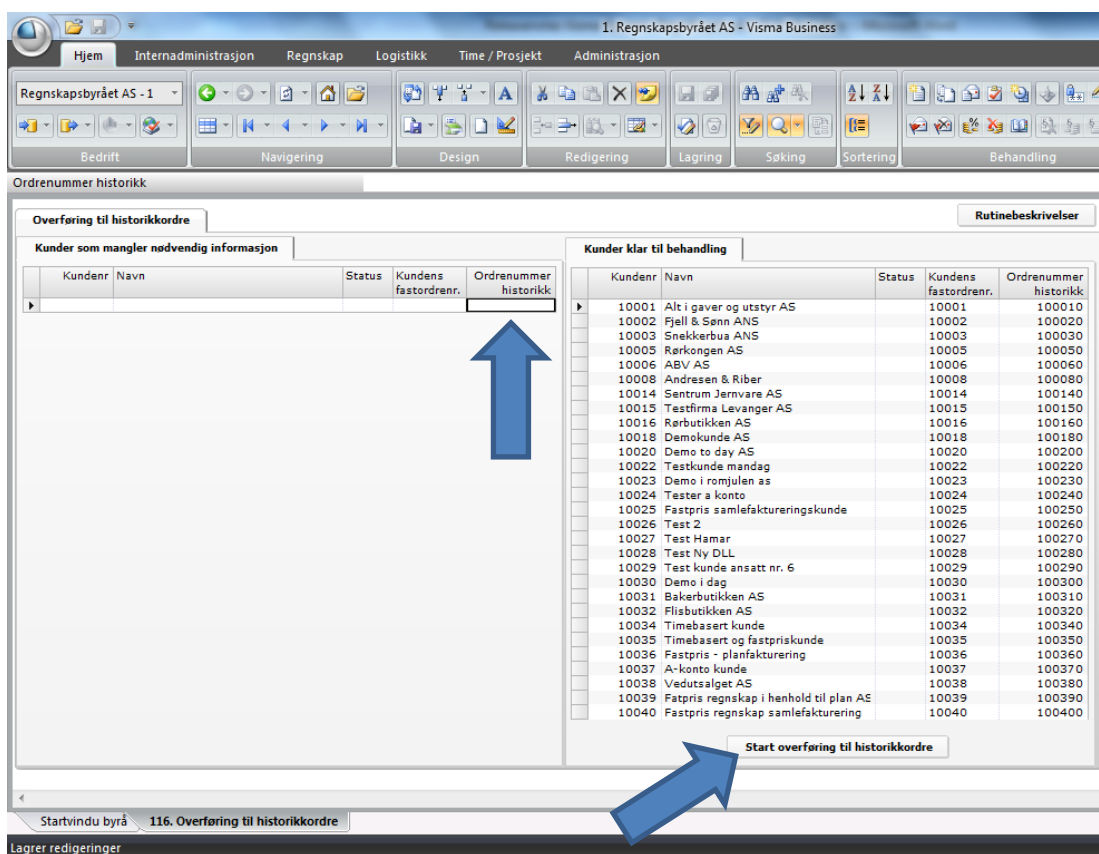 1. Regnskapsbyrået AS - Visma Business
Hjem Internadministrasjon Regnskap Logistikk Time / Prosjekt Administrasjon
Regnskapsbyrået AS - 1
Bedrift Navigering Design Redigering Lagring Søking Sortering Behandling
Ordrenummer historikk
Overføring til historikkordre
Rutinebeskrivelser
Kunder som mangler nødvendig informasjon
Kundenr Navn Status Kundens fastordrenr. Ordrenummer historikk
Kunder klar til behandling
Kundenr Navn Status Kundens fastordrenr. Ordrenummer historikk
10001 Alt i gaver og utstyr AS 10001 100010
10002 Fjell & Sønn ANS 10002 100020
10003 Snekkerbua ANS 10003 100030
10005 Rørkongen AS 10005 100050
10006 ABV AS 10006 100060
10008 Andresen & Riber 10008 100080
10014 Sentrum Jernvare AS 10014 100140
10015 Testfirma Levanger AS 10015 100150
10016 Rørbutikken AS 10016 100160
10018 Demokunde AS 10018 100180
10020 Demo to day AS 10020 100200
10022 Testkunde mandag 10022 100220
10023 Demo i romjulen as 10023 100230
10024 Tester a konto 10024 100240
10025 Fastpris samlefaktureringskunde 10025 100250
10026 Test 2 10026 100260
10027 Test Hamar 10027 100270
10028 Test Ny DLL 10028 100280
10029 Test kunde ansatt nr. 6 10029 100290
10030 Demo i dag 10030 100300
10031 Bakerbutikken AS 10031 100310
10032 Flisbutikken AS 10032 100320
10034 Timebasert kunde 10034 100340
10035 Timebasert og fastpriskunde 10035 100350
10036 Fastpris - planfakturering 10036 100360
10037 A-konto kunde 10037 100370
10038 Vedutsalget AS 10038 100380
10039 Fatpris regnskap i henhold til plan AS 10039 100390
10040 Fastpris regnskap samlefakturering 10040 100400
Start overføring til historikkordre
Startvindu byrå 116. Overføring til historikkordre
Lagrer redigeringer